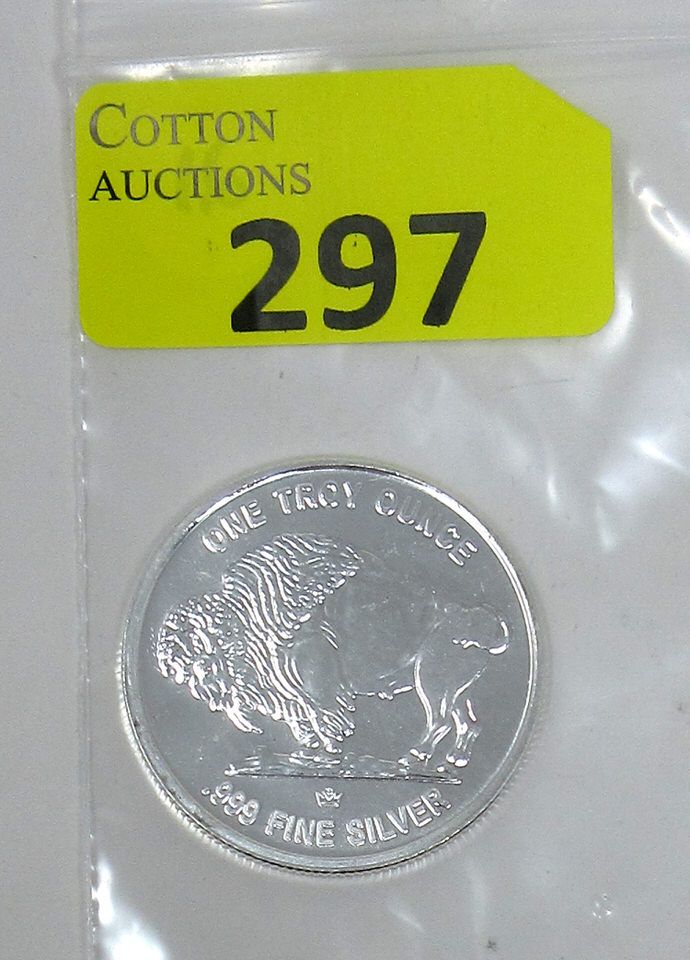 COTTON
AUCTIONS
297
ONE TROY OUNCE
.999 FINE SILVER